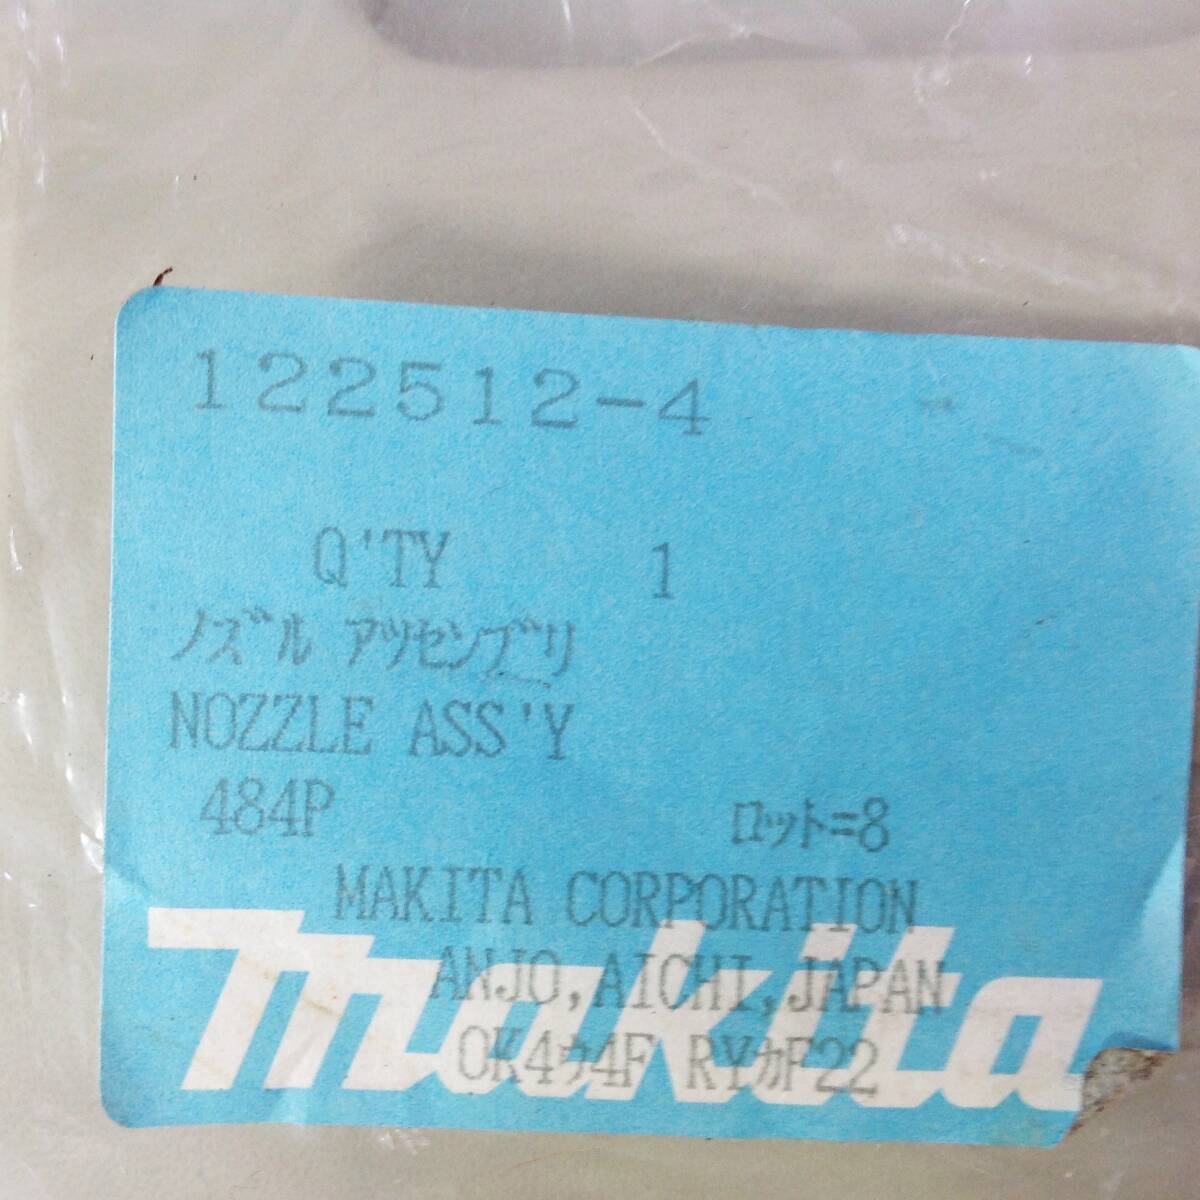 122512-4
Q'TY 1
ノズル アッセンブリ
NOZZLE ASS'Y
484P ロット=8
MAKITA CORPORATION
makita
ANJO,AICHI,JAPAN
OK4ウ4F RYカF22